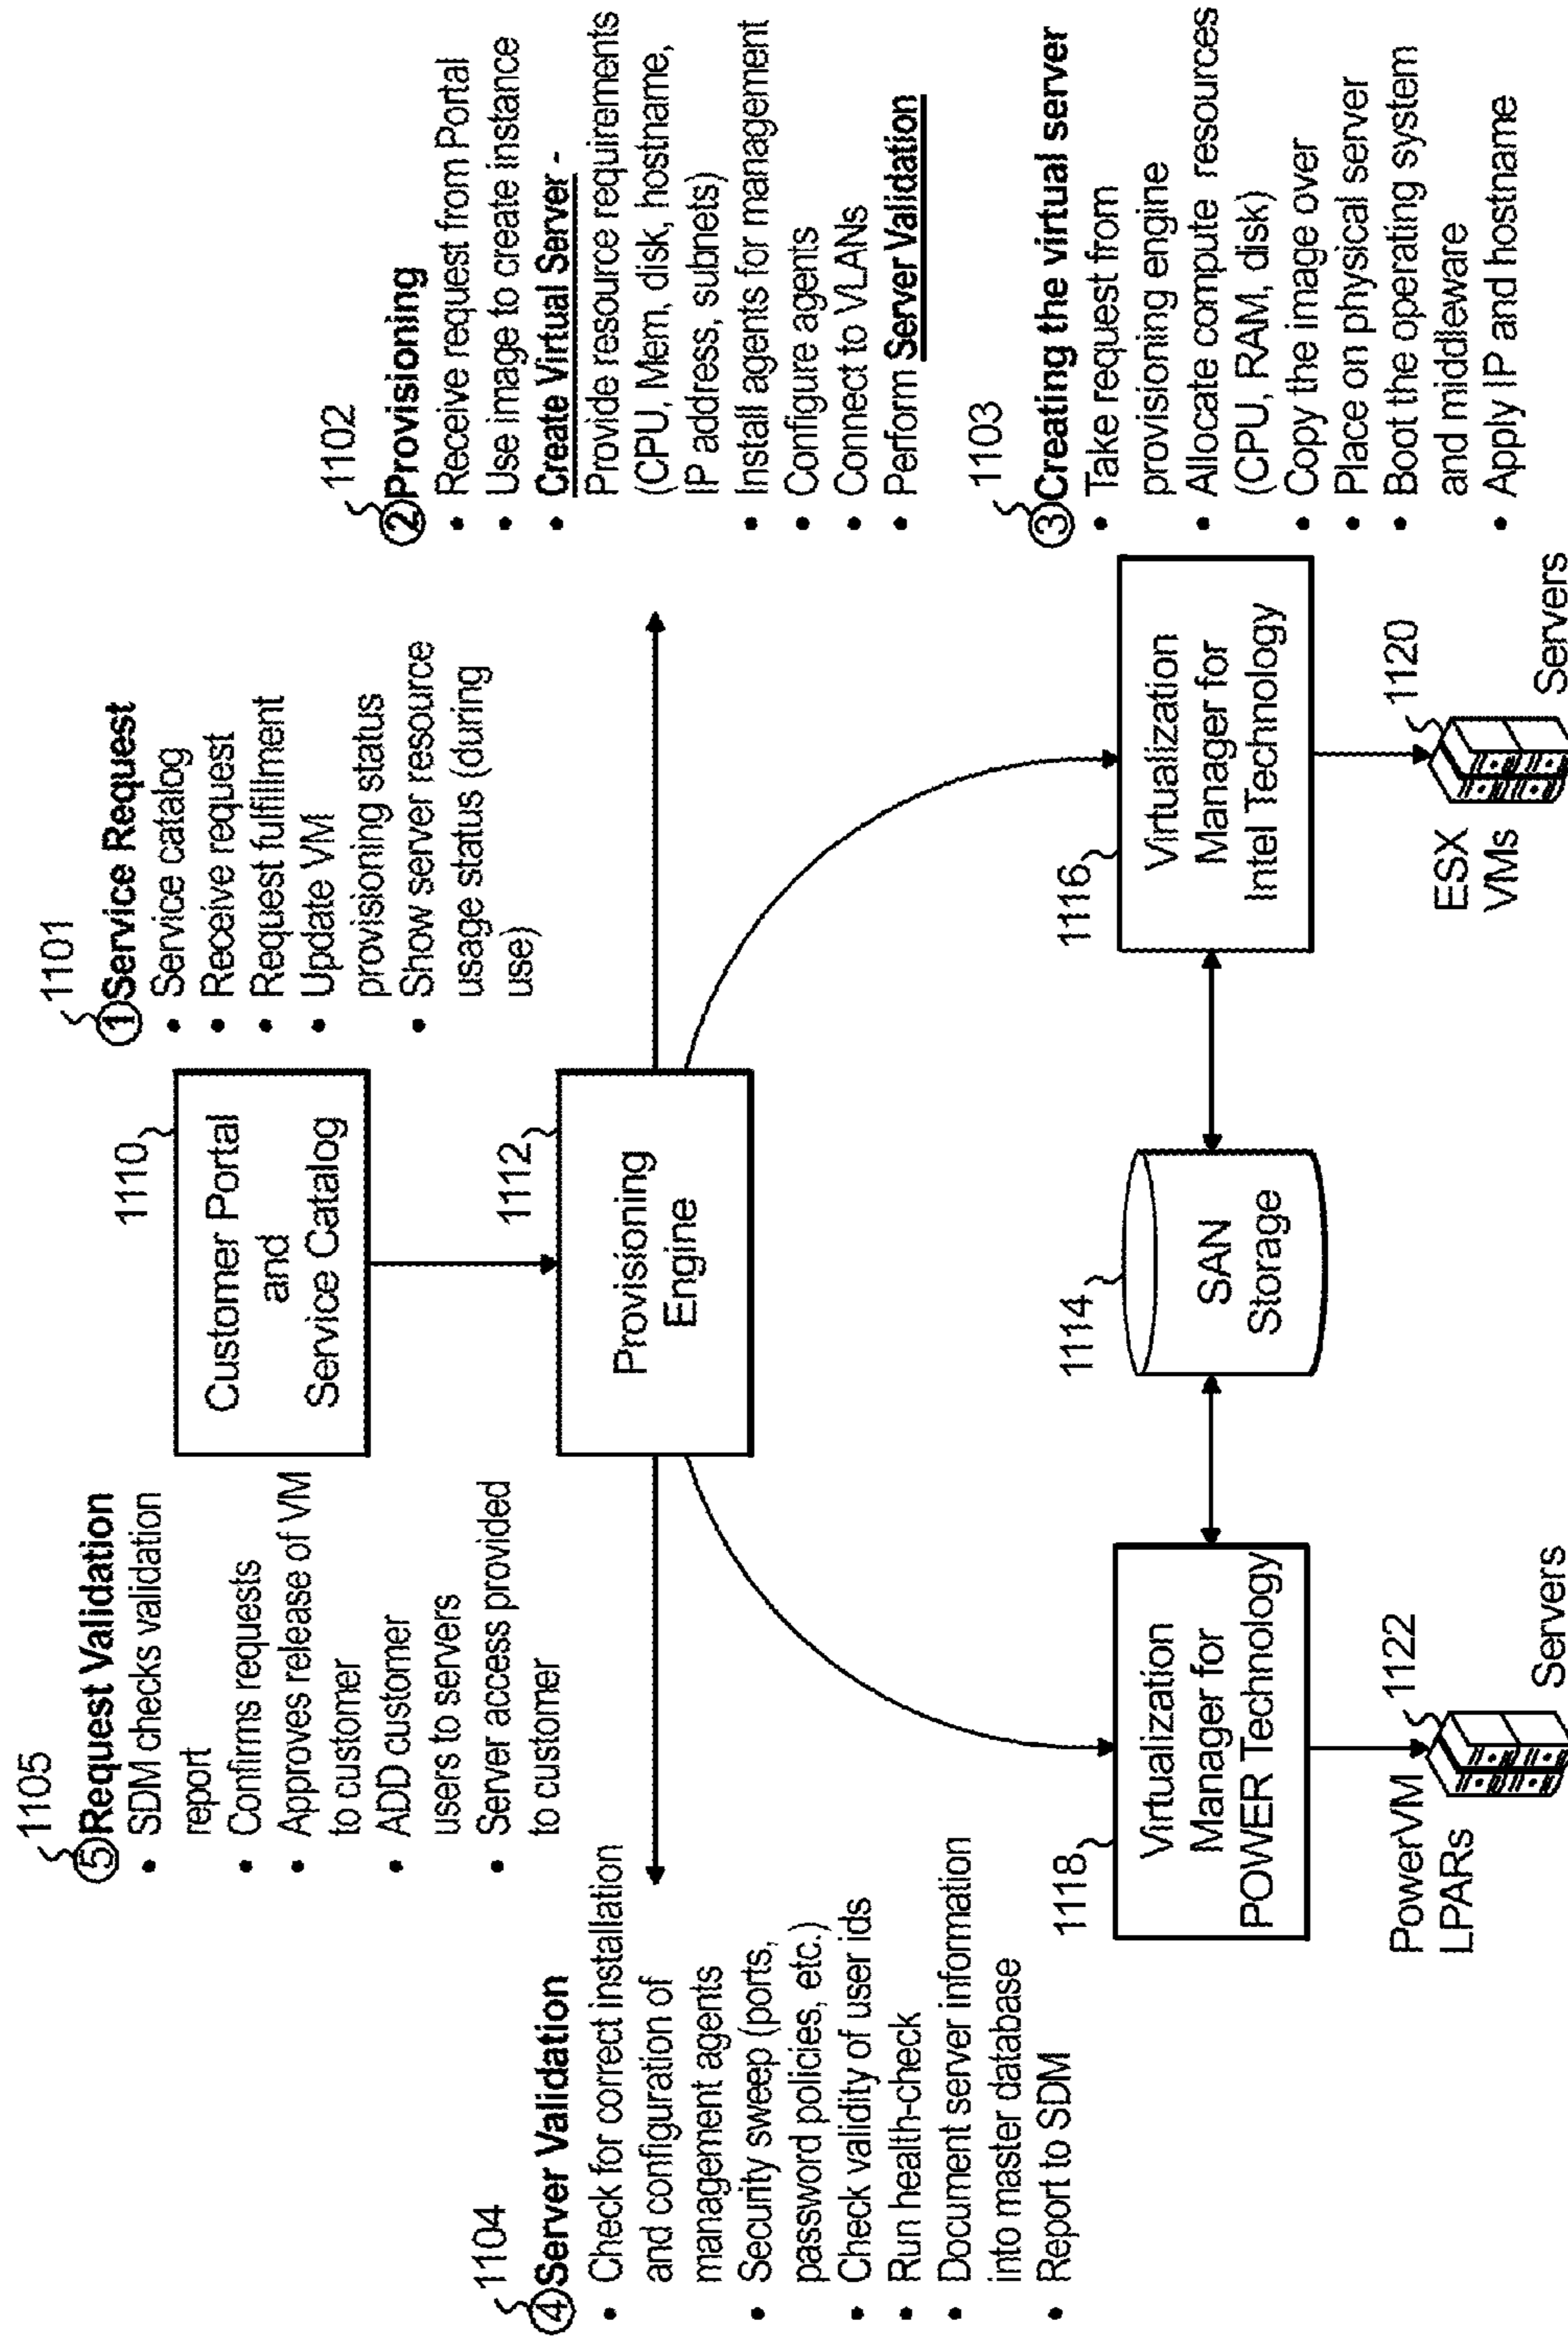 1105
⑤Request Validation
• SDM checks validation
report
• Confirms requests
• Approves release of VM
to customer
• ADD customer
users to servers
• Server access provided
to customer
1110
Customer Portal
and
Service Catalog
1101
①Service Request
• Service catalog
• Receive request
• Request fulfillment
• Update VM
provisioning status
• Show server resource
usage status (during
use)
1104
④Server Validation
• Check for correct installation
and configuration of
management agents
• Security sweep (ports,
password policies, etc.)
• Check validity of user ids
• Run health-check
• Document server information
into master database
• Report to SDM
1112
Provisioning
Engine
1102
②Provisioning
• Receive request from Portal
• Use image to create instance
• Create Virtual Server -
Provide resource requirements
(CPU, Mem, disk, hostname,
IP address, subnets)
• Install agents for management
• Configure agents
• Connect to VLANs
• Perform Server Validation
1118
Virtualization
Manager for
POWER Technology
1114
SAN
Storage
1116
Virtualization
Manager for
Intel Technology
1103
③Creating the virtual server
• Take request from
provisioning engine
• Allocate compute resources
(CPU, RAM, disk)
• Copy the image over
• Place on physical server
• Boot the operating system
and middleware
• Apply IP and hostname
PowerVM
LPARs
1122
Servers
ESX
VMs
1120
Servers